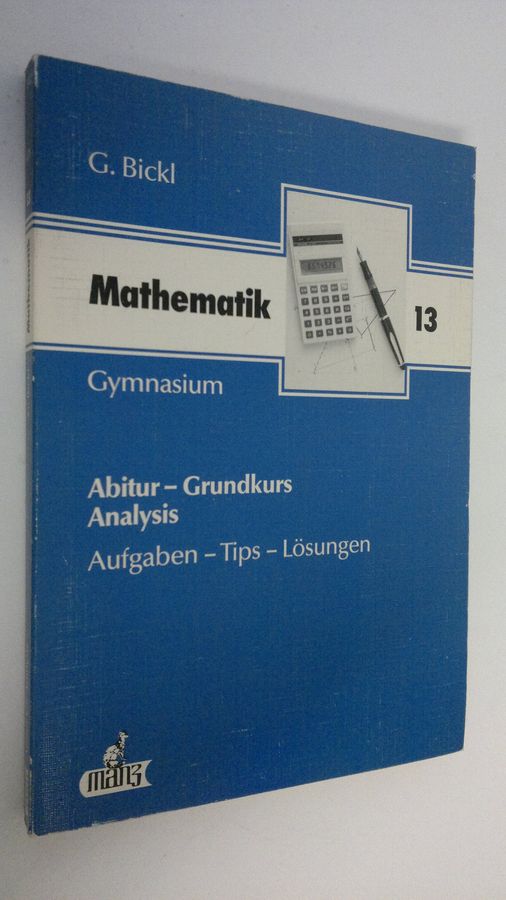 G. Bickl
Mathematik
13
Gymnasium
Abitur – Grundkurs
Analysis
Aufgaben – Tips – Lösungen
manz